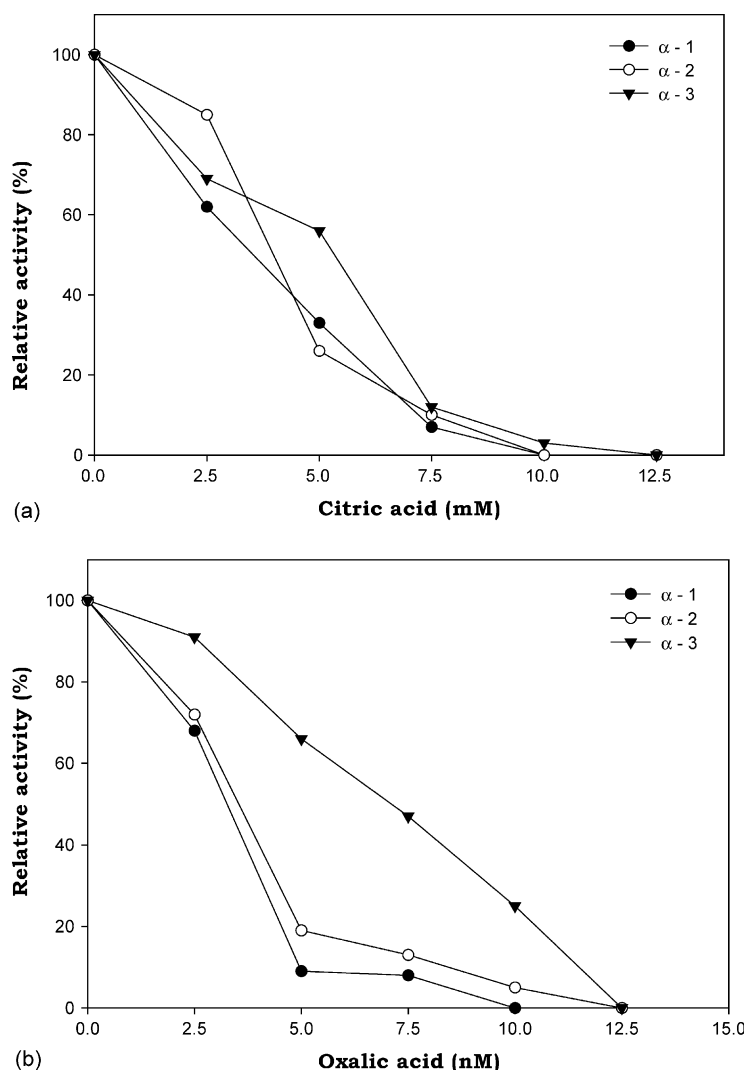 α - 1
α - 2
α - 3
100
80
60
40
20
0
Relative activity (%)
0.0 2.5 5.0 7.5 10.0 12.5
Citric acid (mM)
(a)
α - 1
α - 2
α - 3
100
80
60
40
20
0
Relative activity (%)
0.0 2.5 5.0 7.5 10.0 12.5 15.0
Oxalic acid (nM)
(b)